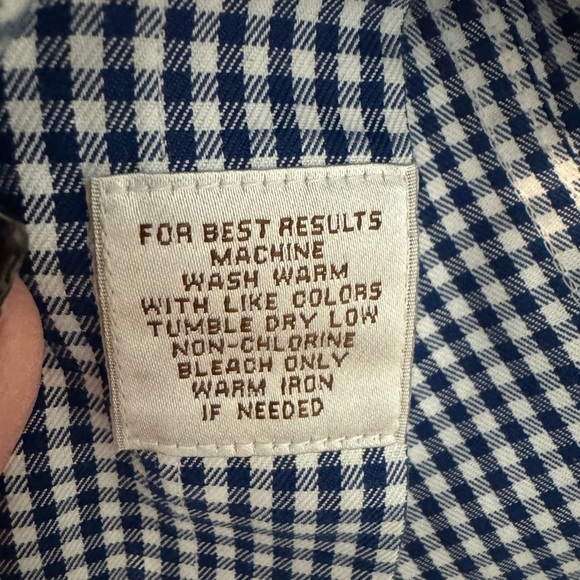 FOR BEST RESULTS
MACHINE
WASH WARM
WITH LIKE COLORS
TUMBLE DRY LOW
NON-CHLORINE
BLEACH ONLY
WARM IRON
IF NEEDED